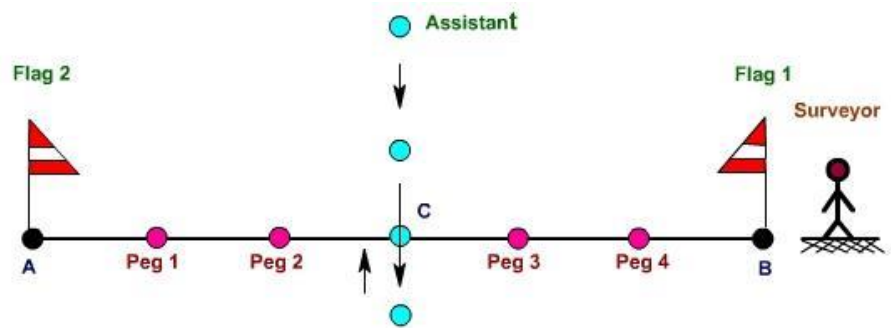 Assistant
Flag 2
Flag 1
Surveyor
C
A
Peg 1
Peg 2
Peg 3
Peg 4
B